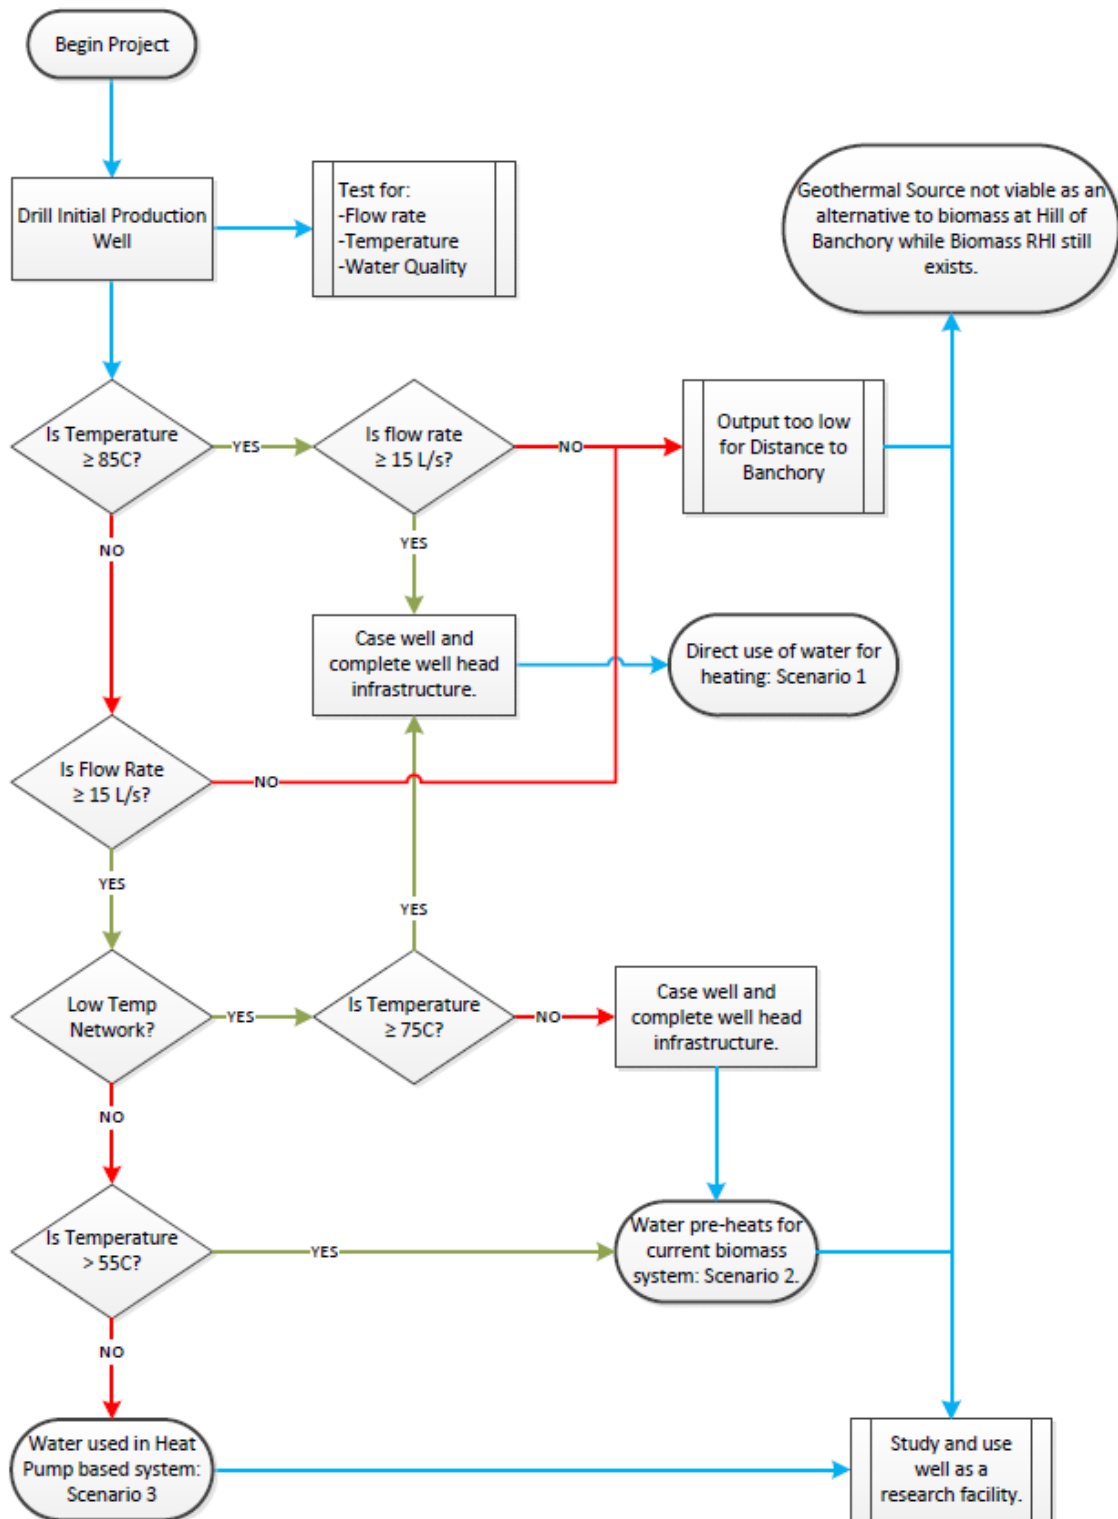 Begin Project
Drill Initial Production
Well
Test for:
-Flow rate
-Temperature
-Water Quality
Geothermal Source not viable as an
alternative to biomass at Hill of
Banchory while Biomass RHI still
exists.
Is Temperature
≥ 85C?
YES
Is flow rate
≥ 15 L/s?
NO
Output too low
for Distance to
Banchory
NO
YES
Case well and
complete well head
infrastructure.
Direct use of water for
heating: Scenario 1
Is Flow Rate
≥ 15 L/s?
NO
YES
YES
Low Temp
Network?
YES
Is Temperature
≥ 75C?
NO
Case well and
complete well head
infrastructure.
NO
Is Temperature
> 55C?
YES
Water pre-heats for
current biomass
system: Scenario 2.
NO
Water used in Heat
Pump based system:
Scenario 3
Study and use
well as a
research facility.